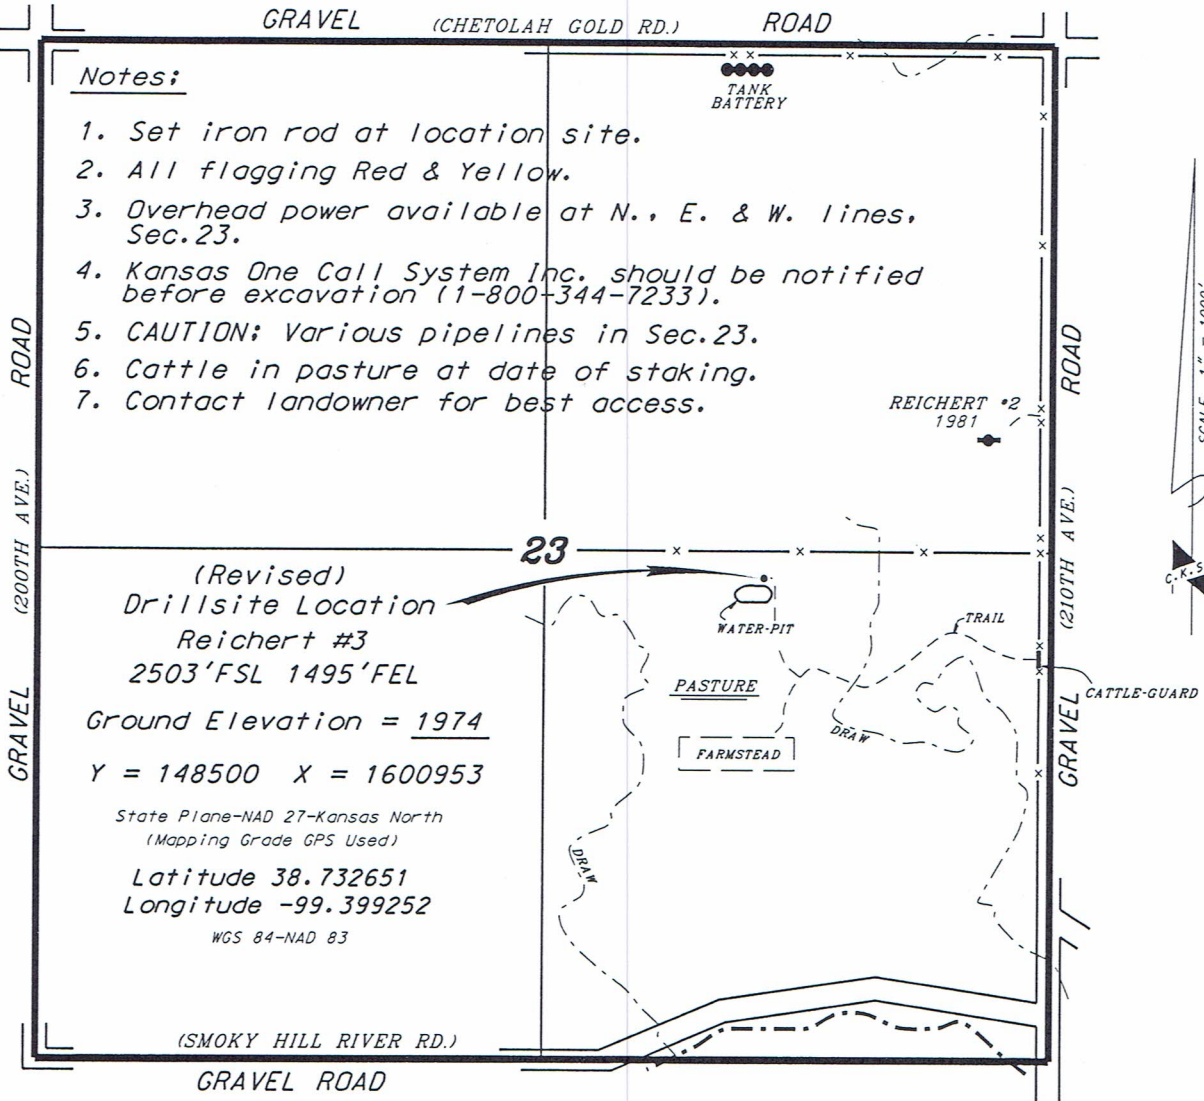 GRAVEL (CHETOLAH GOLD RD.) ROAD
Notes:
1. Set iron rod at location site.
2. All flagging Red & Yellow.
3. Overhead power available at N., E. & W. lines,
Sec.23.
4. Kansas One Call System Inc. should be notified
before excavation (1-800-344-7233).
5. CAUTION: Various pipelines in Sec.23.
6. Cattle in pasture at date of staking.
7. Contact landowner for best access.
TANK
BATTERY
REICHERT #2
1981
GRAVEL (200TH AVE.) ROAD
GRAVEL (210TH AVE.) ROAD
SCALE 1" = 1000'
C.K.S
23
(Revised)
Drillsite Location
Reichert #3
2503'FSL 1495'FEL
Ground Elevation = 1974
Y = 148500 X = 1600953
State Plane-NAD 27-Kansas North
(Mapping Grade GPS Used)
Latitude 38.732651
Longitude -99.399252
WGS 84-NAD 83
WATER-PIT
TRAIL
CATTLE-GUARD
PASTURE
DRAW
FARMSTEAD
DRAW
(SMOKY HILL RIVER RD.)
GRAVEL ROAD